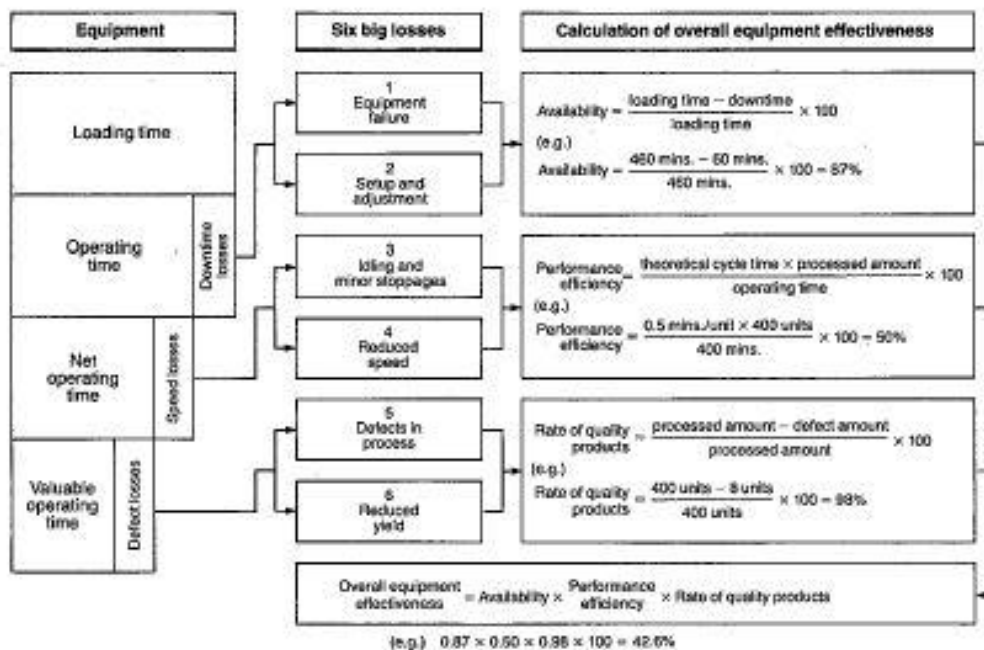 Equipment
Six big losses
Calculation of overall equipment effectiveness
Loading time
Operating
time
Downtime
losses
Net
operating
time
Speed losses
Valuable
operating
time
Defect losses
1
Equipment
failure
2
Setup and
adjustment
3
Idling and
minor stoppages
4
Reduced
speed
5
Defects in
process
6
Reduced
yield
Availability = loading time − downtime / loading time × 100
(e.g.)
Availability = 460 mins. − 60 mins. / 460 mins. × 100 = 87%
Performance efficiency = theoretical cycle time × processed amount / operating time × 100
(e.g.)
Performance efficiency = 0.5 mins./unit × 400 units / 400 mins. × 100 = 50%
Rate of quality products = processed amount − defect amount / processed amount × 100
(e.g.)
Rate of quality products = 400 units − 8 units / 400 units × 100 = 98%
Overall equipment effectiveness = Availability × Performance efficiency × Rate of quality products
(e.g.) 0.87 × 0.50 × 0.98 × 100 = 42.6%